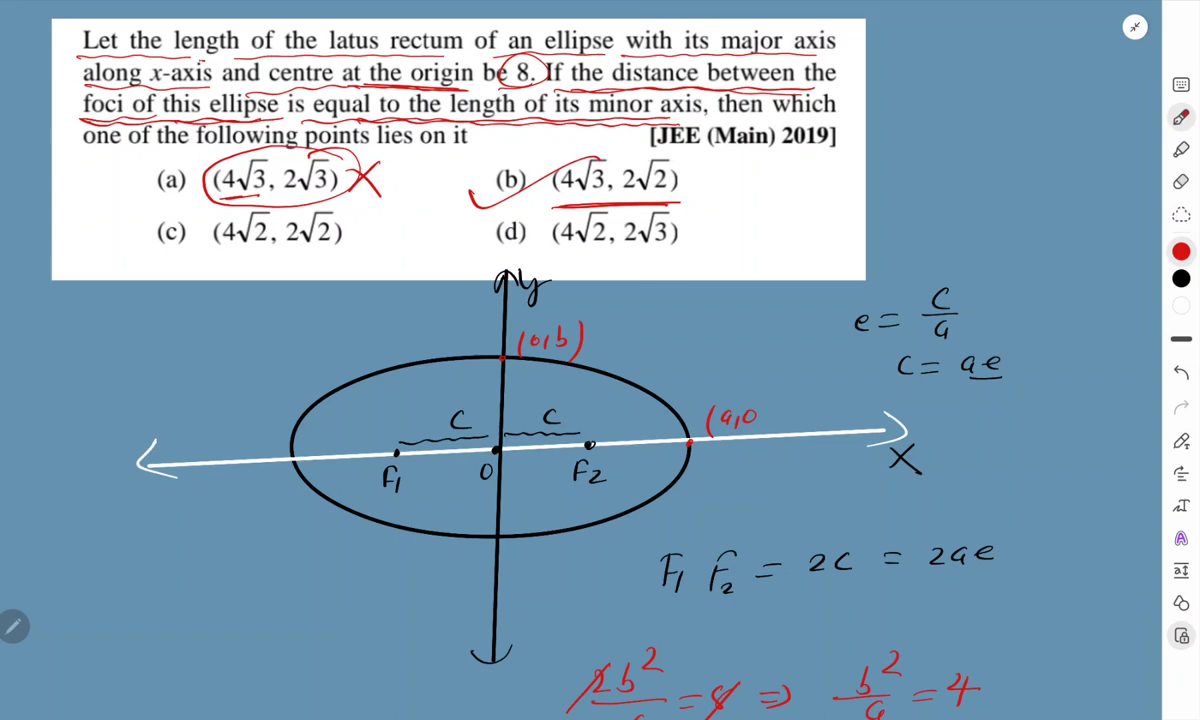 Let the length of the latus rectum of an ellipse with its major axis
along x-axis and centre at the origin be 8. If the distance between the
foci of this ellipse is equal to the length of its minor axis, then which
one of the following points lies on it [JEE (Main) 2019]
(a) (4√3, 2√3) (b) (4√3, 2√2)
(c) (4√2, 2√2) (d) (4√2, 2√3)
y
(0,b)
e = c/a
c = ae
c c
(a,0
F1 O F2
X
F1 F2 = 2c = 2ae
2b²/a = 8 ⇒ b²/a = 4